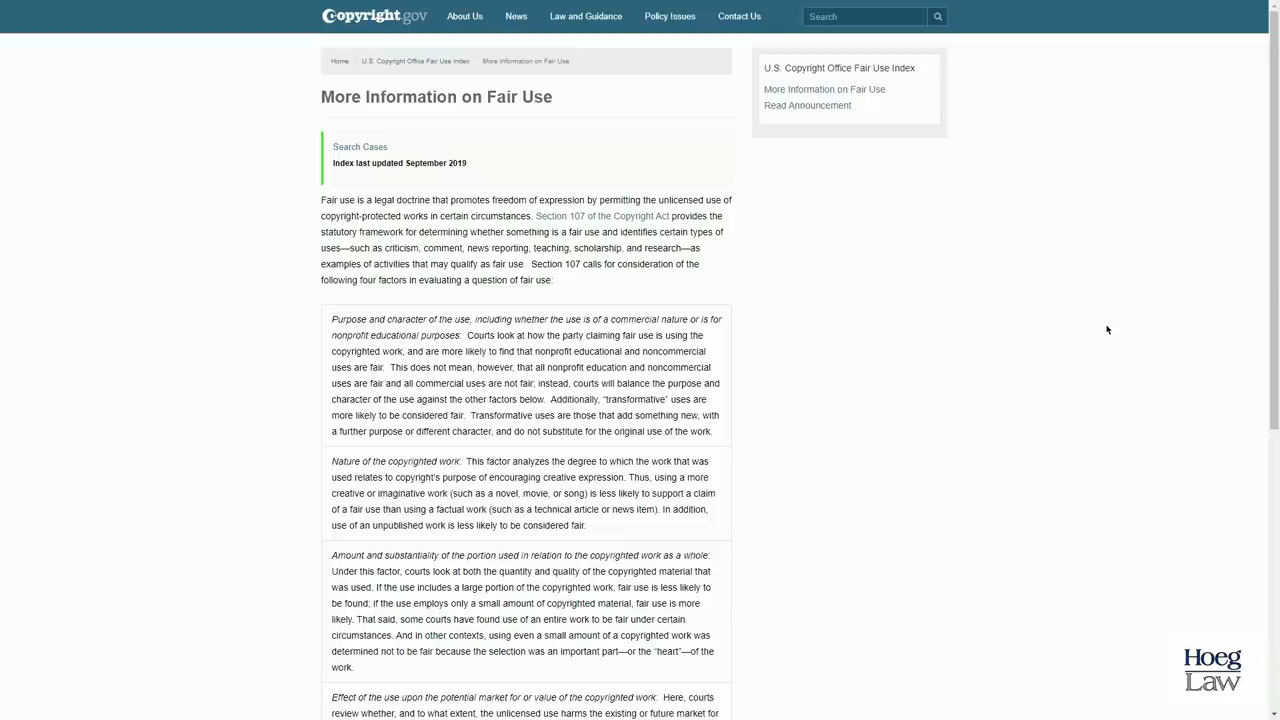 Copyright.gov About Us News Law and Guidance Policy Issues Contact Us Search
Home U.S. Copyright Office Fair Use Index More Information on Fair Use
More Information on Fair Use
Search Cases
Index last updated September 2019
Fair use is a legal doctrine that promotes freedom of expression by permitting the unlicensed use of
copyright-protected works in certain circumstances. Section 107 of the Copyright Act provides the
statutory framework for determining whether something is a fair use and identifies certain types of
uses—such as criticism, comment, news reporting, teaching, scholarship, and research—as
examples of activities that may qualify as fair use. Section 107 calls for consideration of the
following four factors in evaluating a question of fair use:
Purpose and character of the use, including whether the use is of a commercial nature or is for
nonprofit educational purposes: Courts look at how the party claiming fair use is using the
copyrighted work, and are more likely to find that nonprofit educational and noncommercial
uses are fair. This does not mean, however, that all nonprofit education and noncommercial
uses are fair and all commercial uses are not fair; instead, courts will balance the purpose and
character of the use against the other factors below. Additionally, “transformative” uses are
more likely to be considered fair. Transformative uses are those that add something new, with
a further purpose or different character, and do not substitute for the original use of the work.
Nature of the copyrighted work: This factor analyzes the degree to which the work that was
used relates to copyright’s purpose of encouraging creative expression. Thus, using a more
creative or imaginative work (such as a novel, movie, or song) is less likely to support a claim
of a fair use than using a factual work (such as a technical article or news item). In addition,
use of an unpublished work is less likely to be considered fair.
Amount and substantiality of the portion used in relation to the copyrighted work as a whole:
Under this factor, courts look at both the quantity and quality of the copyrighted material that
was used. If the use includes a large portion of the copyrighted work, fair use is less likely to
be found; if the use employs only a small amount of copyrighted material, fair use is more
likely. That said, some courts have found use of an entire work to be fair under certain
circumstances. And in other contexts, using even a small amount of a copyrighted work was
determined not to be fair because the selection was an important part—or the “heart”—of the
work.
Effect of the use upon the potential market for or value of the copyrighted work: Here, courts
review whether, and to what extent, the unlicensed use harms the existing or future market for
U.S. Copyright Office Fair Use Index
More Information on Fair Use
Read Announcement
Hoeg
Law